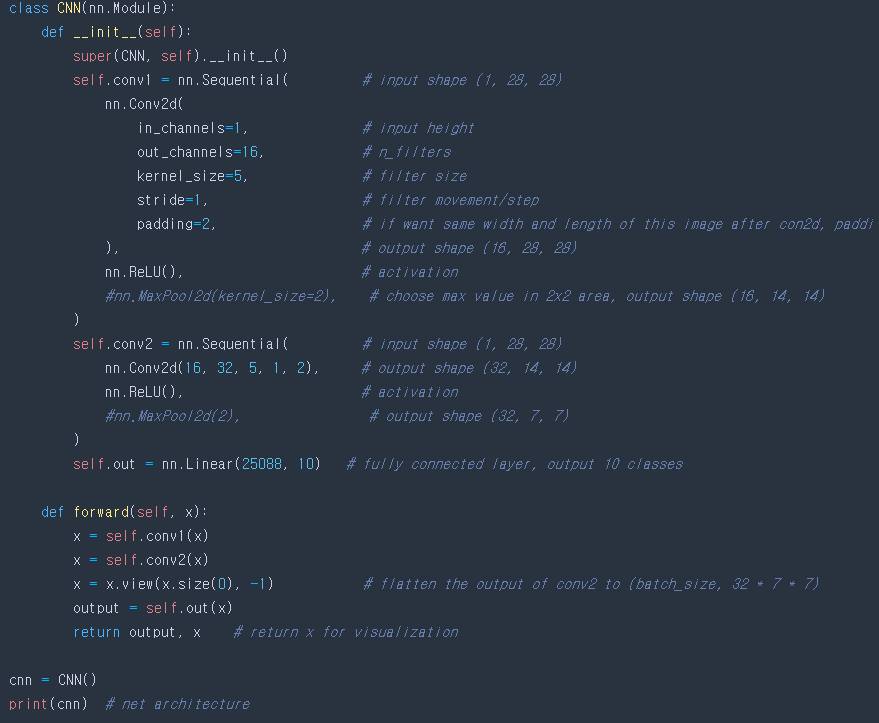 class CNN(nn.Module):
    def __init__(self):
        super(CNN, self).__init__()
        self.conv1 = nn.Sequential(         # input shape (1, 28, 28)
            nn.Conv2d(
                in_channels=1,              # input height
                out_channels=16,            # n_filters
                kernel_size=5,              # filter size
                stride=1,                   # filter movement/step
                padding=2,                  # if want same width and length of this image after con2d, paddi
            ),                              # output shape (16, 28, 28)
            nn.ReLU(),                      # activation
            #nn.MaxPool2d(kernel_size=2),    # choose max value in 2x2 area, output shape (16, 14, 14)
        )
        self.conv2 = nn.Sequential(         # input shape (1, 28, 28)
            nn.Conv2d(16, 32, 5, 1, 2),     # output shape (32, 14, 14)
            nn.ReLU(),                      # activation
            #nn.MaxPool2d(2),                # output shape (32, 7, 7)
        )
        self.out = nn.Linear(25088, 10)   # fully connected layer, output 10 classes

    def forward(self, x):
        x = self.conv1(x)
        x = self.conv2(x)
        x = x.view(x.size(0), -1)           # flatten the output of conv2 to (batch_size, 32 * 7 * 7)
        output = self.out(x)
        return output, x    # return x for visualization

cnn = CNN()
print(cnn)  # net architecture